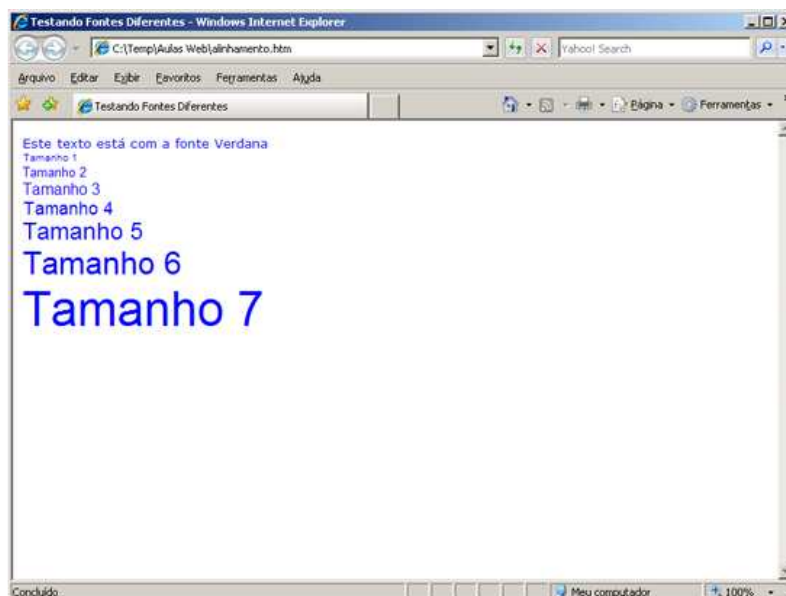 Testando Fontes Diferentes - Windows Internet Explorer
C:\Temp\Aulas Web\alinhamento.htm
Yahoo! Search
Arquivo Editar Exibir Favoritos Ferramentas Ajuda
Testando Fontes Diferentes
Página
Ferramentas
Este texto está com a fonte Verdana
Tamanho 1
Tamanho 2
Tamanho 3
Tamanho 4
Tamanho 5
Tamanho 6
Tamanho 7
Concluído
Meu computador
100%